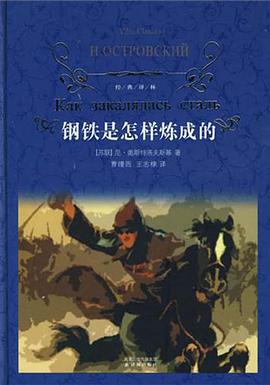 Н.ОСТРОВСКИЙ
经/典/译/林
Как закалялась сталь
钢铁是怎样炼成的
[苏联] 尼·奥斯特洛夫斯基 著
曹缦西 王志棣 译